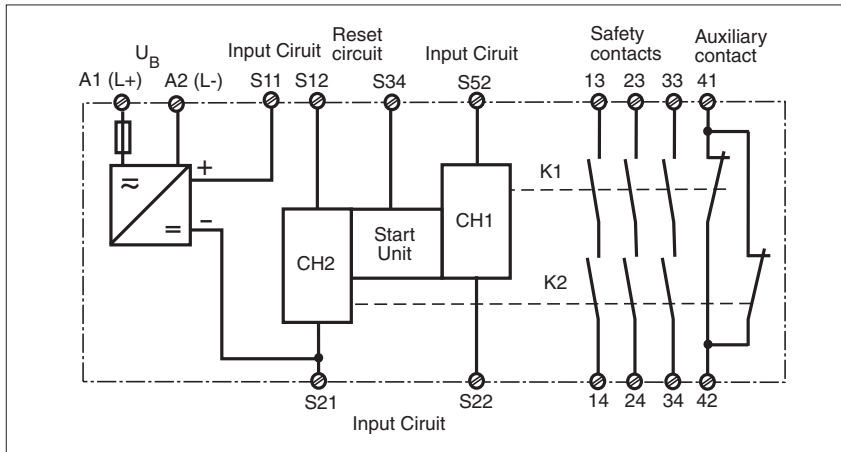 U_B
Input Ciruit
Reset circuit
Input Ciruit
Safety contacts
Auxiliary contact
A1 (L+)
A2 (L-)
S11
S12
S34
S52
13
23
33
41
+
≂
K1
−
=
CH2
Start Unit
CH1
K2
S21
S22
14
24
34
42
Input Ciruit